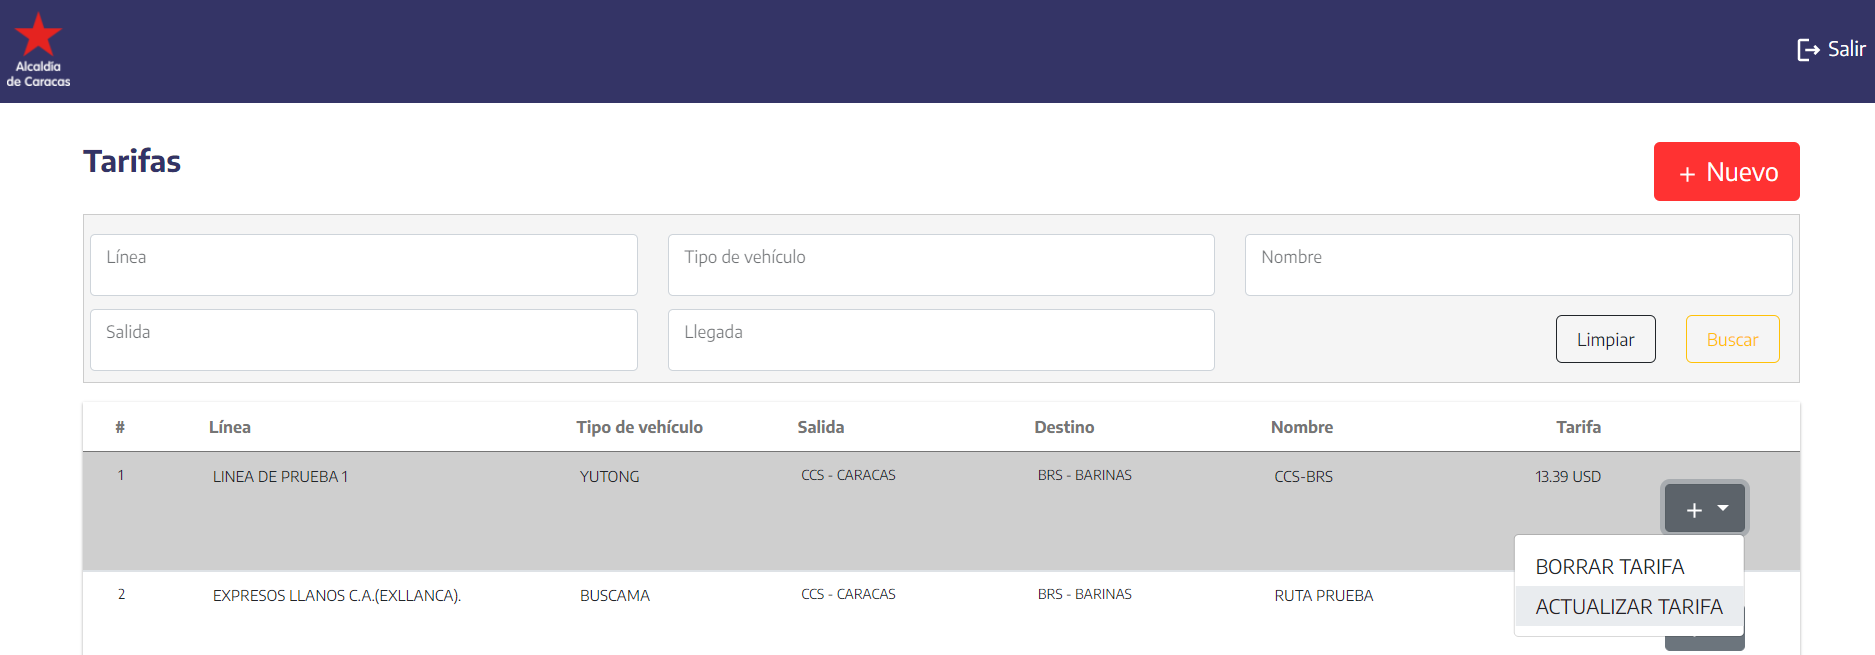 Alcaldía
de Caracas
Salir
Tarifas
+ Nuevo
Línea
Tipo de vehículo
Nombre
Salida
Llegada
Limpiar
Buscar
# Línea Tipo de vehículo Salida Destino Nombre Tarifa
1 LINEA DE PRUEBA 1 YUTONG CCS - CARACAS BRS - BARINAS CCS-BRS 13.39 USD
+
BORRAR TARIFA
ACTUALIZAR TARIFA
2 EXPRESOS LLANOS C.A.(EXLLANCA). BUSCAMA CCS - CARACAS BRS - BARINAS RUTA PRUEBA